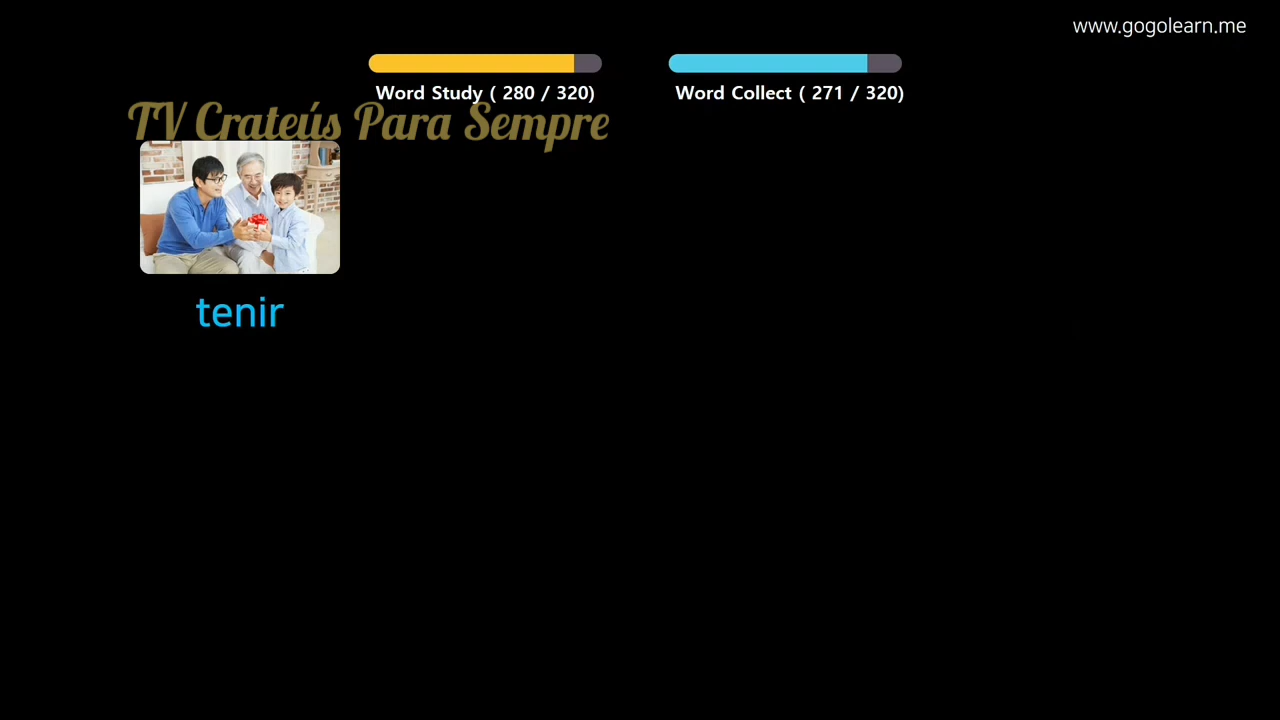 www.gogolearn.me
Word Study ( 280 / 320)
Word Collect ( 271 / 320)
TV Crateús Para Sempre
tenir